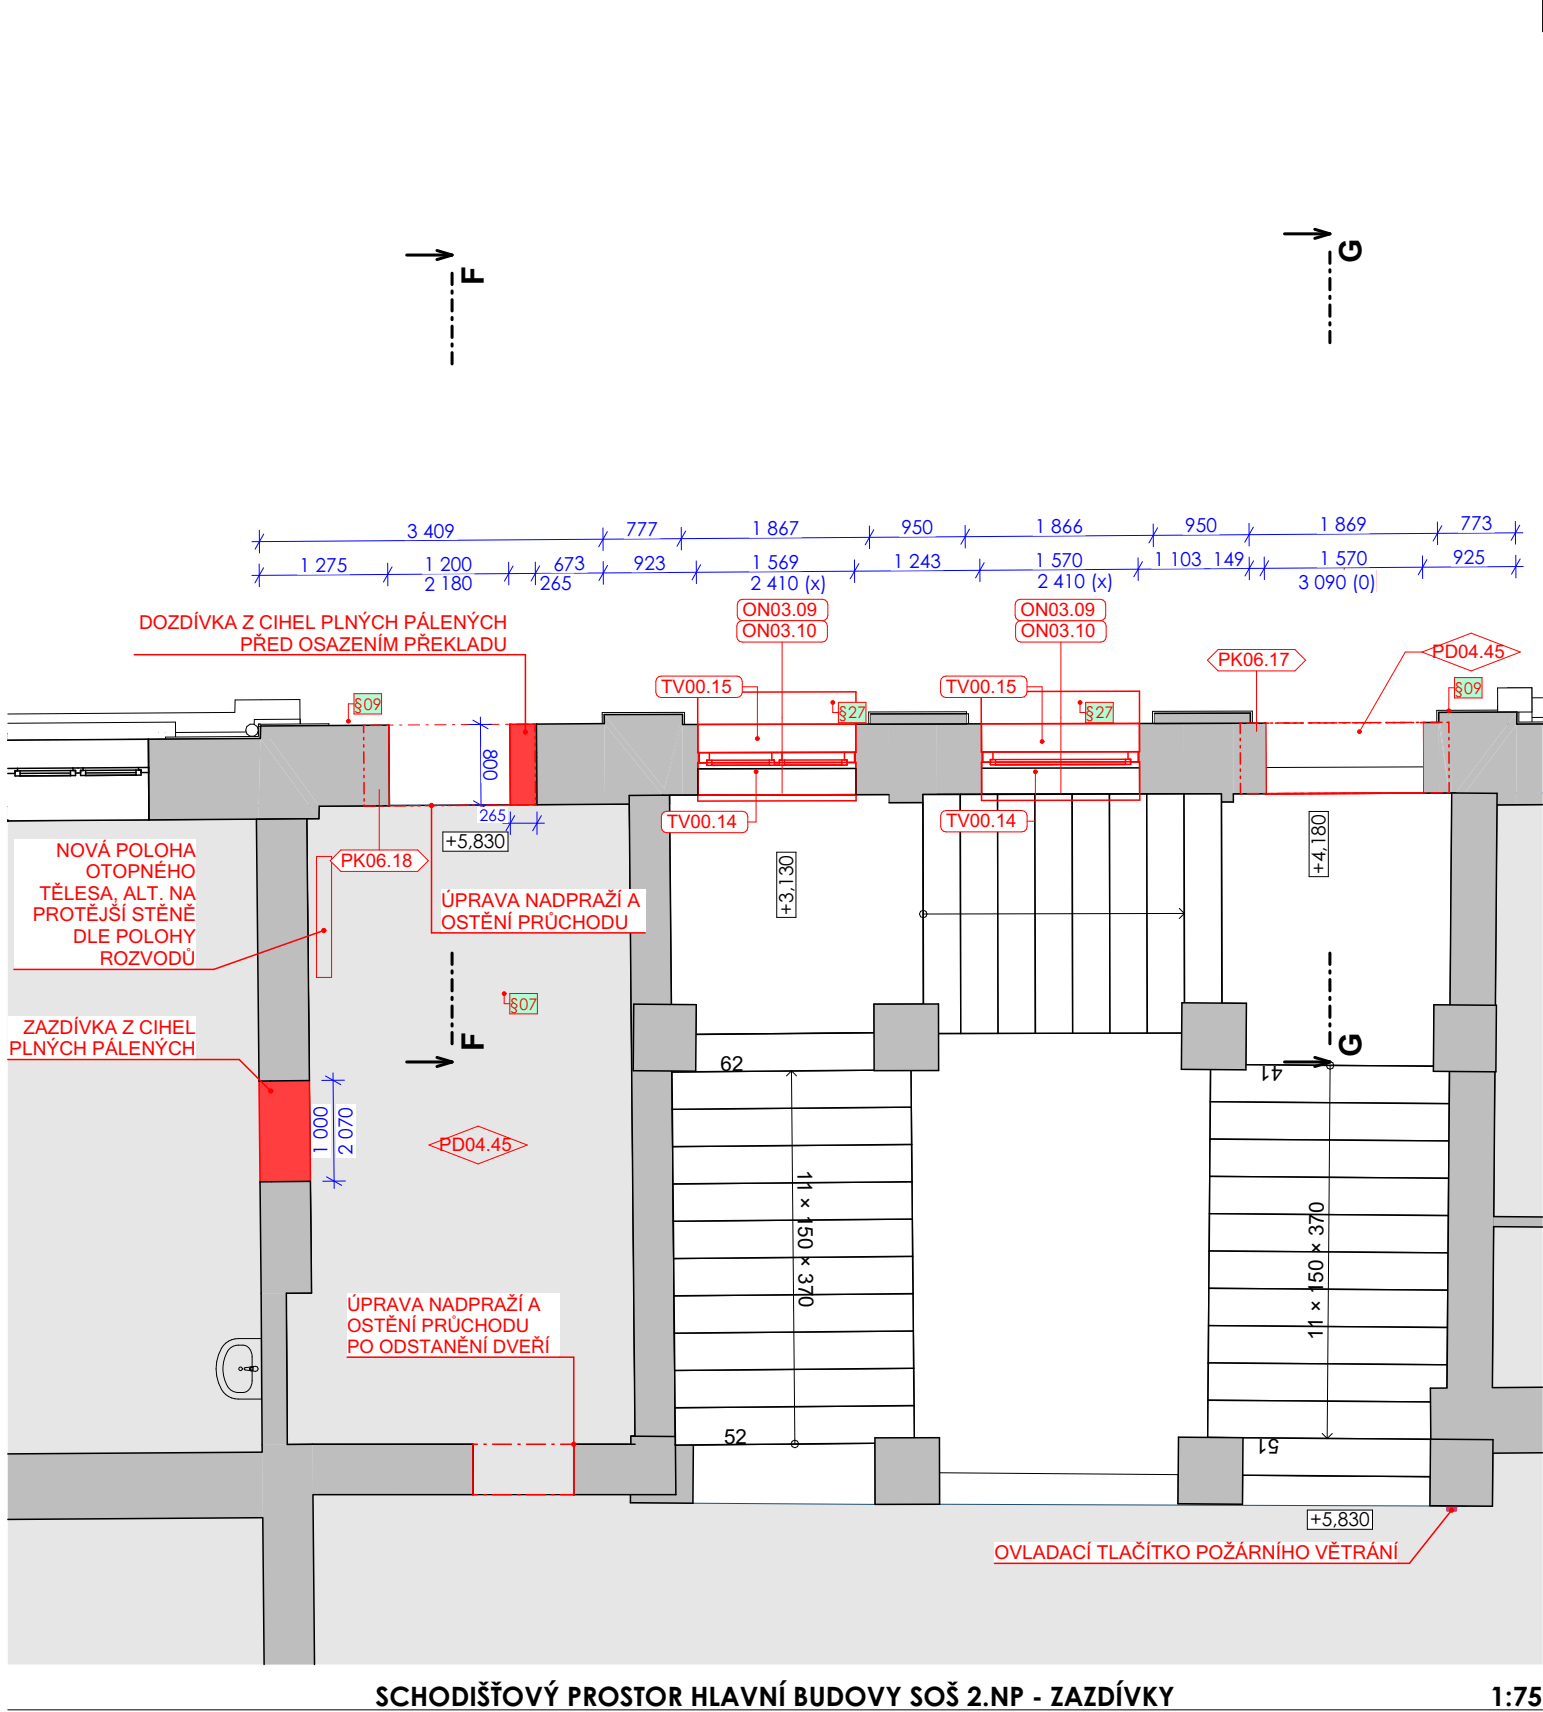 F
G
3 409
777
1 867
950
1 866
950
1 869
773
1 275
1 200
673
923
1 569
1 243
1 570
1 103
149
1 570
925
2 180
265
2 410 (x)
2 410 (x)
3 090 (0)
ON03.09
ON03.10
ON03.09
ON03.10
DOZDÍVKA Z CIHEL PLNÝCH PÁLENÝCH
PŘED OSAZENÍM PŘEKLADU
PK06.17
PD04.45
TV00.15
TV00.15
§09
§27
§27
§09
800
265
+5,830
TV00.14
TV00.14
+3,130
+4,180
NOVÁ POLOHA
OTOPNÉHO
TĚLESA, ALT. NA
PROTĚJŠÍ STĚNĚ
DLE POLOHY
ROZVODŮ
PK06.18
ÚPRAVA NADPRAŽÍ A
OSTĚNÍ PRŮCHODU
§07
ZAZDÍVKA Z CIHEL
PLNÝCH PÁLENÝCH
F
G
62
41
1 000
2 070
PD04.45
11 × 150 × 370
11 × 150 × 370
ÚPRAVA NADPRAŽÍ A
OSTĚNÍ PRŮCHODU
PO ODSTANĚNÍ DVEŘÍ
52
51
+5,830
OVLADACÍ TLAČÍTKO POŽÁRNÍHO VĚTRÁNÍ
SCHODIŠŤOVÝ PROSTOR HLAVNÍ BUDOVY SOŠ 2.NP - ZAZDÍVKY
1:75